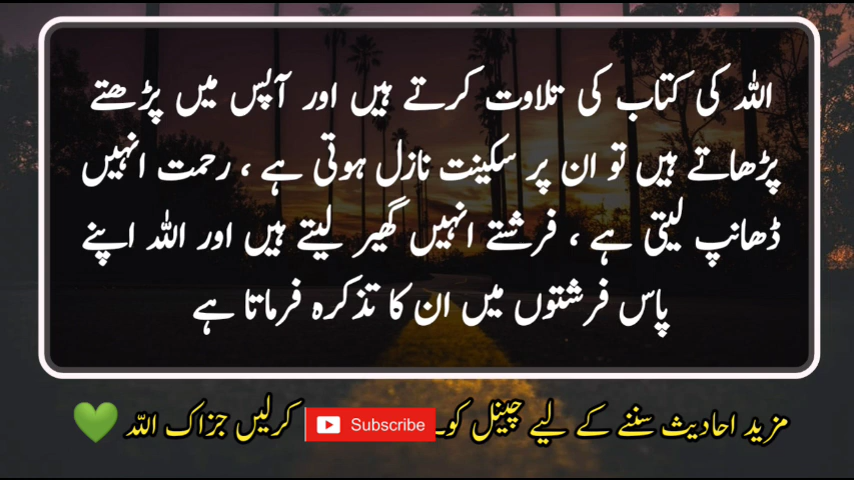 اللہ کی کتاب کی تلاوت کرتے ہیں اور آپس میں پڑھتے
پڑھاتے ہیں تو ان پر سکینت نازل ہوتی ہے ، رحمت انہیں
ڈھانپ لیتی ہے ، فرشتے انہیں گھیر لیتے ہیں اور اللہ اپنے
پاس فرشتوں میں ان کا تذکرہ فرماتا ہے
مزید احادیث سننے کے لیے چینل کو Subscribe کرلیں جزاک اللہ 💚